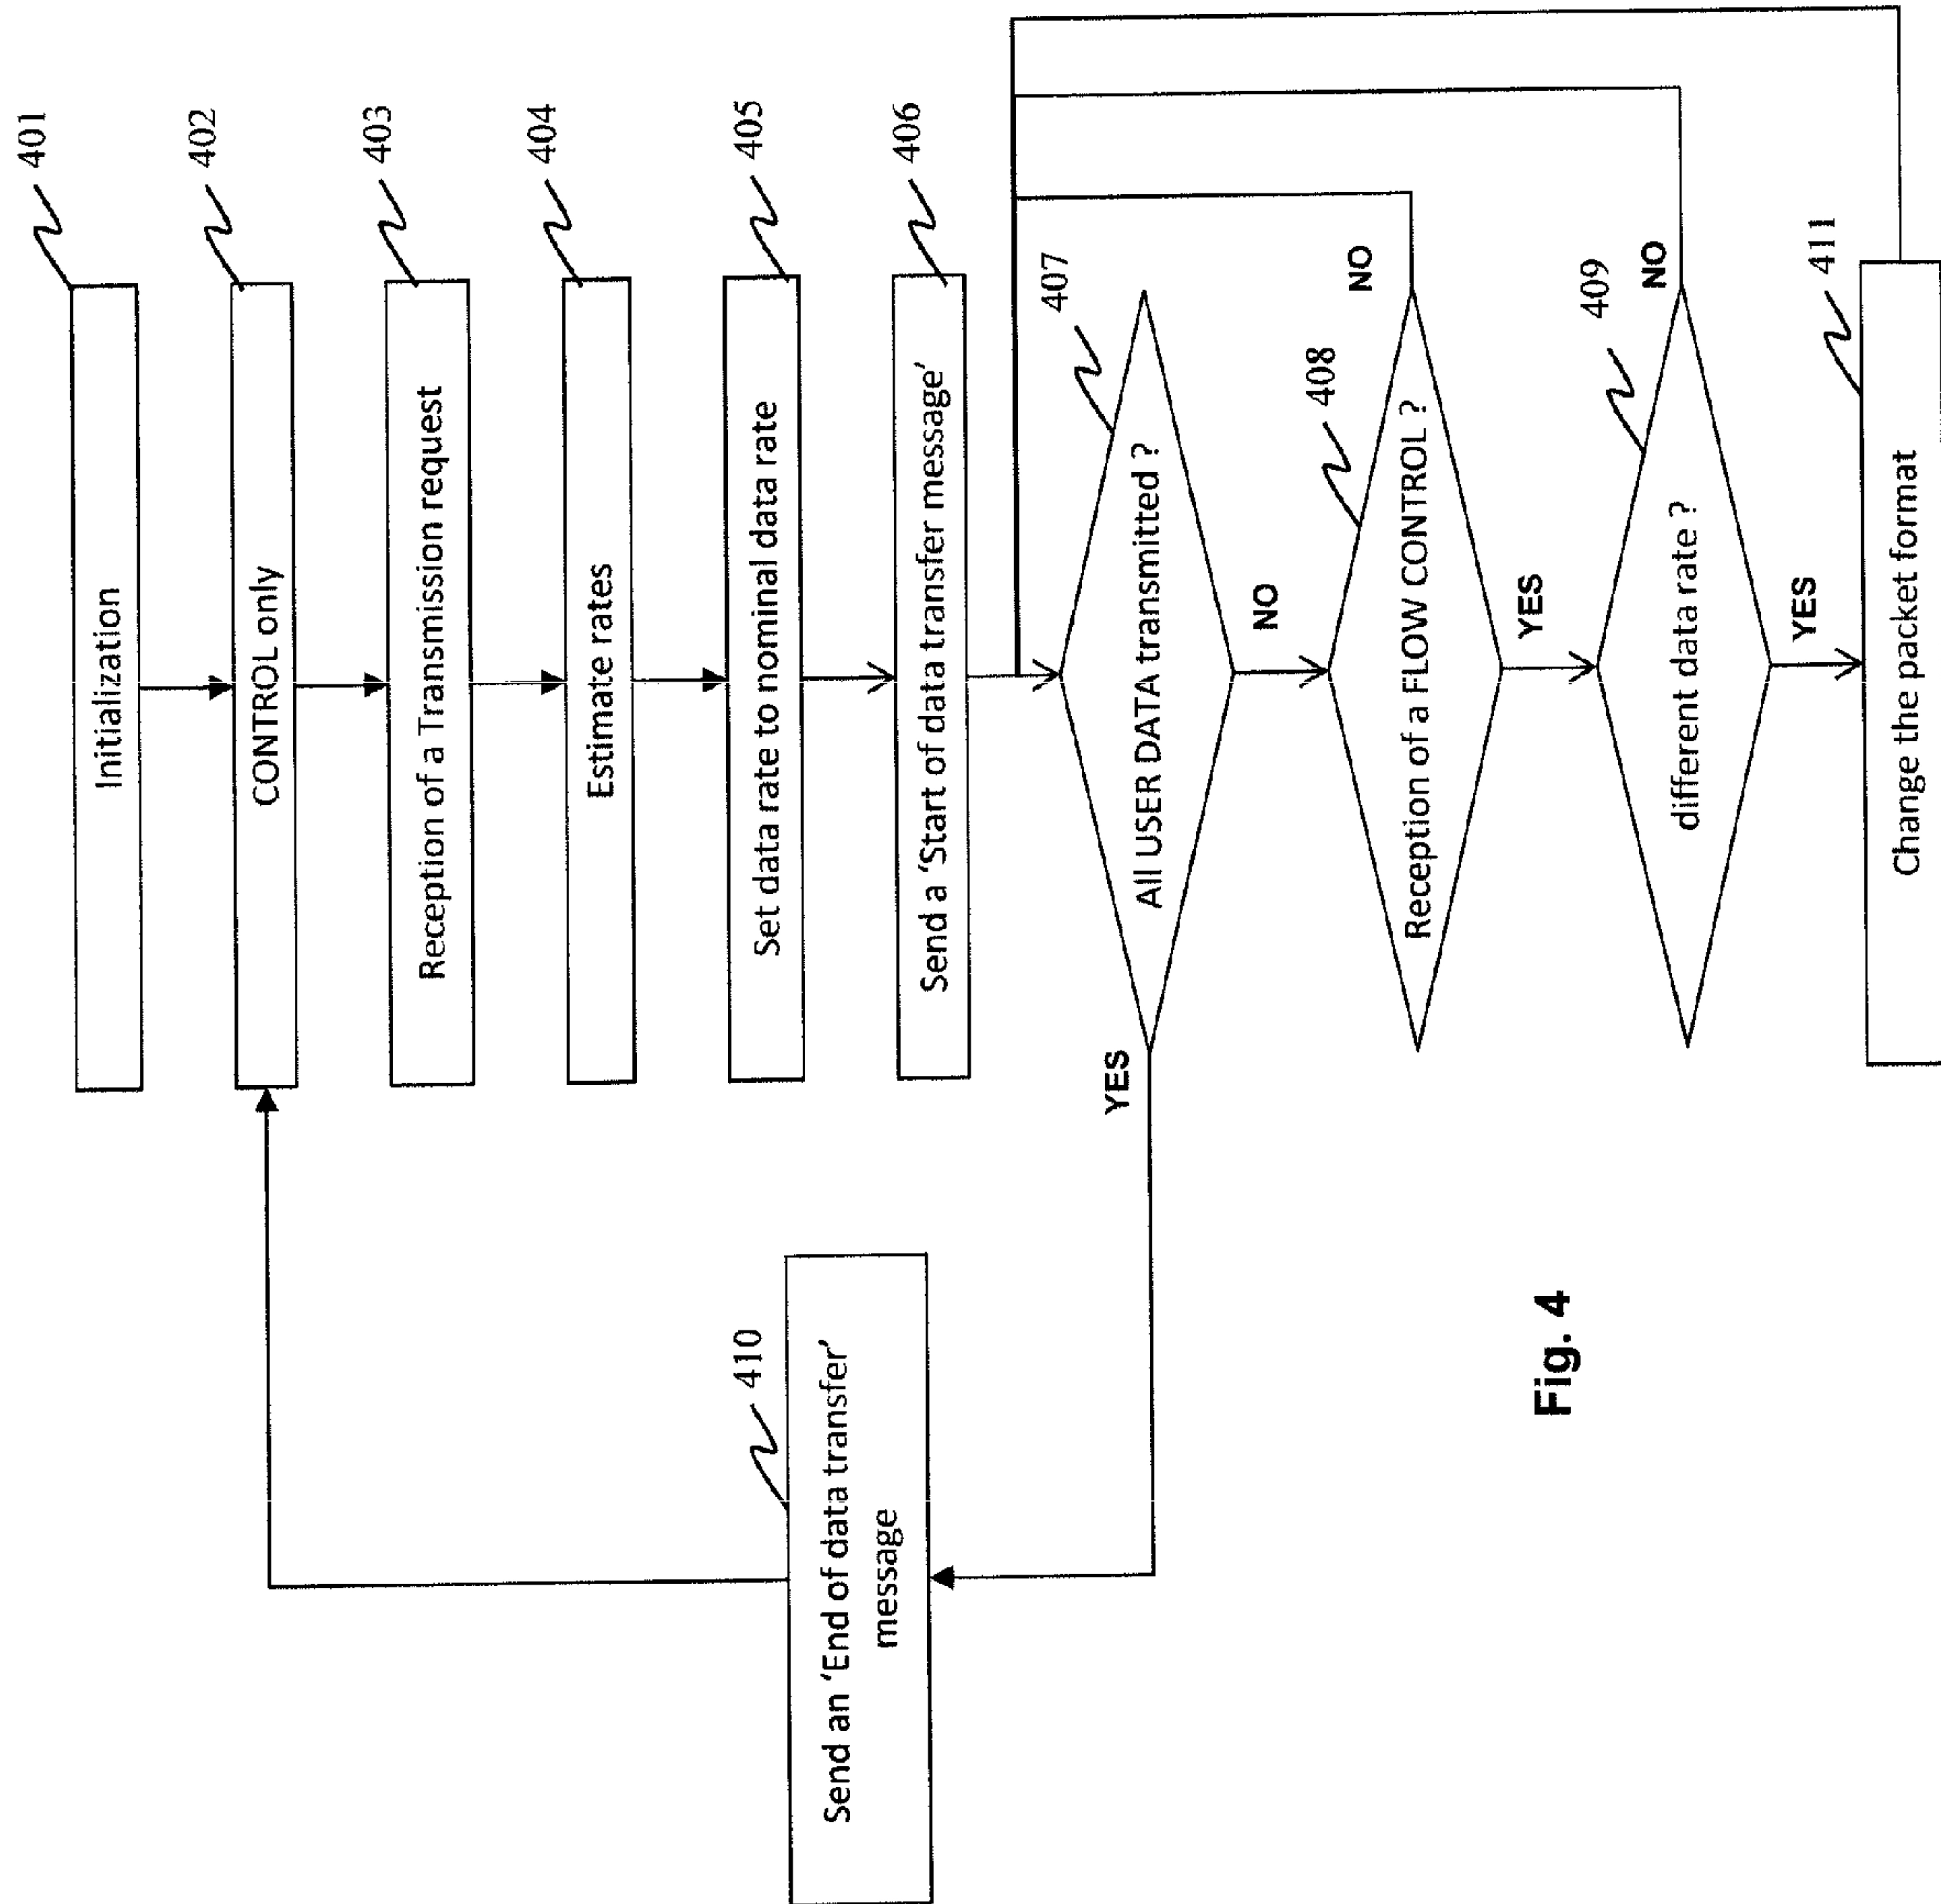 401
Initialization
402
CONTROL only
403
Reception of a Transmission request
404
Estimate rates
405
Set data rate to nominal data rate
406
Send a ‘Start of data transfer message’
407
All USER DATA transmitted ?
YES
NO
410
Send an ‘End of data transfer’
message
408
Reception of a FLOW CONTROL ?
NO
YES
409
different data rate ?
NO
YES
411
Change the packet format
Fig. 4